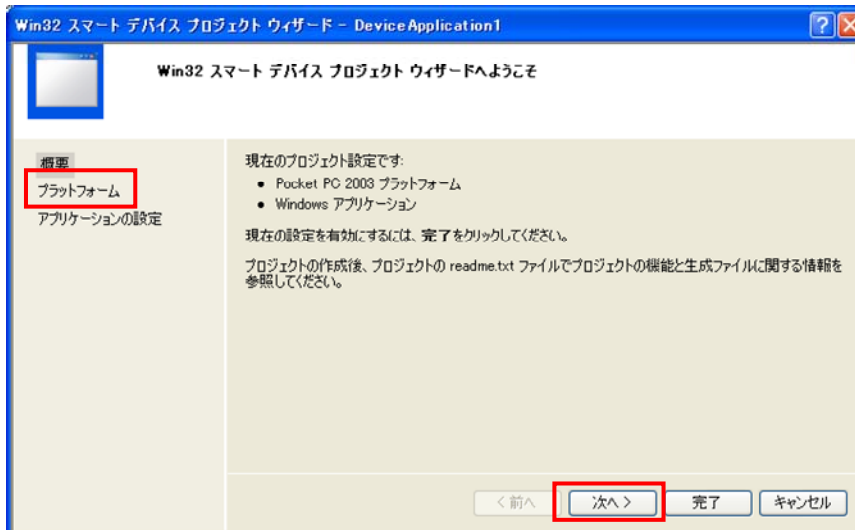 Win32 スマート デバイス プロジェクト ウィザード - DeviceApplication1
Win32 スマート デバイス プロジェクト ウィザードへようこそ
概要
プラットフォーム
アプリケーションの設定
現在のプロジェクト設定です:
• Pocket PC 2003 プラットフォーム
• Windows アプリケーション
現在の設定を有効にするには、完了をクリックしてください。
プロジェクトの作成後、プロジェクトの readme.txt ファイルでプロジェクトの機能と生成ファイルに関する情報を
参照してください。
< 前へ
次へ >
完了
キャンセル